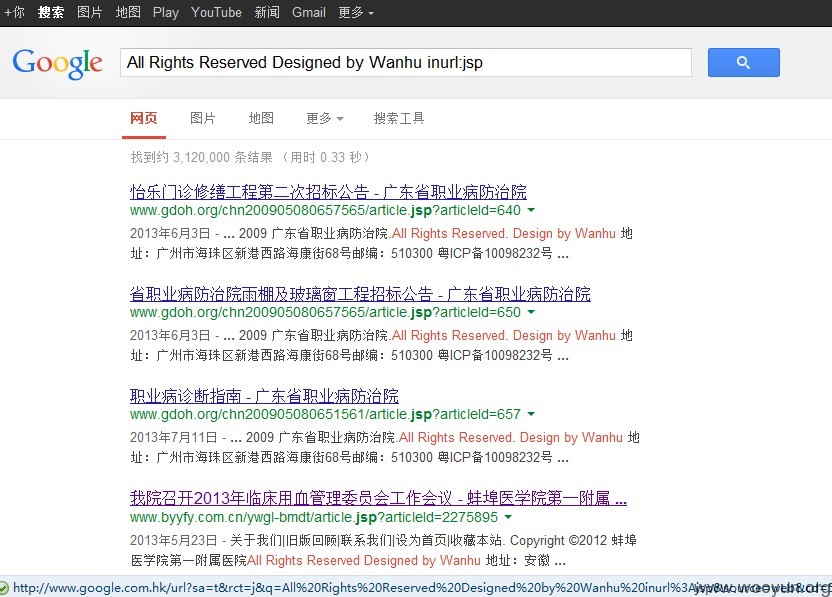 +你 搜索 图片 地图 Play YouTube 新闻 Gmail 更多
Google All Rights Reserved Designed by Wanhu inurl:jsp
网页 图片 地图 更多 搜索工具
找到约 3,120,000 条结果 （用时 0.33 秒）
怡乐门诊修缮工程第二次招标公告 - 广东省职业病防治院
www.gdoh.org/chn200905080657565/article.jsp?articleId=640
2013年6月3日 - ... 2009 广东省职业病防治院.All Rights Reserved. Design by Wanhu 地
址：广州市海珠区新港西路海康街68号邮编：510300 粤ICP备10098232号 ...
省职业病防治院雨棚及玻璃窗工程招标公告 - 广东省职业病防治院
www.gdoh.org/chn200905080657565/article.jsp?articleId=650
2013年6月3日 - ... 2009 广东省职业病防治院.All Rights Reserved. Design by Wanhu 地
址：广州市海珠区新港西路海康街68号邮编：510300 粤ICP备10098232号 ...
职业病诊断指南 - 广东省职业病防治院
www.gdoh.org/chn200905080651561/article.jsp?articleId=657
2013年7月11日 - ... 2009 广东省职业病防治院.All Rights Reserved. Design by Wanhu 地
址：广州市海珠区新港西路海康街68号邮编：510300 粤ICP备10098232号 ...
我院召开2013年临床用血管理委员会工作会议 - 蚌埠医学院第一附属 ...
www.byyfy.com.cn/ywgl-bmdt/article.jsp?articleId=2275895
2013年5月23日 - 关于我们|旧版回顾|联系我们|设为首页|收藏本站. Copyright ©2012 蚌埠
医学院第一附属医院All Rights Reserved Designed by Wanhu 地址：安徽 ...
http://www.google.com.hk/url?sa=t&rct=j&q=All%20Rights%20Reserved%20Designed%20by%20Wanhu%20inurl%3Ajsp
www.wooyun.org